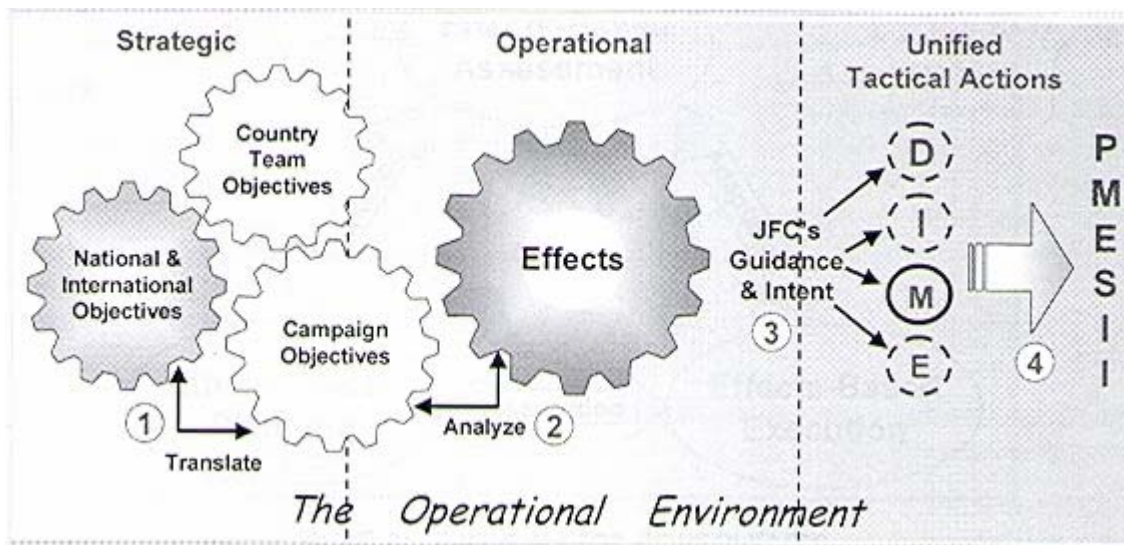 Strategic
Operational
Unified
Tactical Actions
Country
Team
Objectives
National &
International
Objectives
Campaign
Objectives
Effects
JFC's
Guidance
& Intent
D
I
M
E
P
M
E
S
I
I
1
Translate
Analyze
2
3
4
The Operational Environment